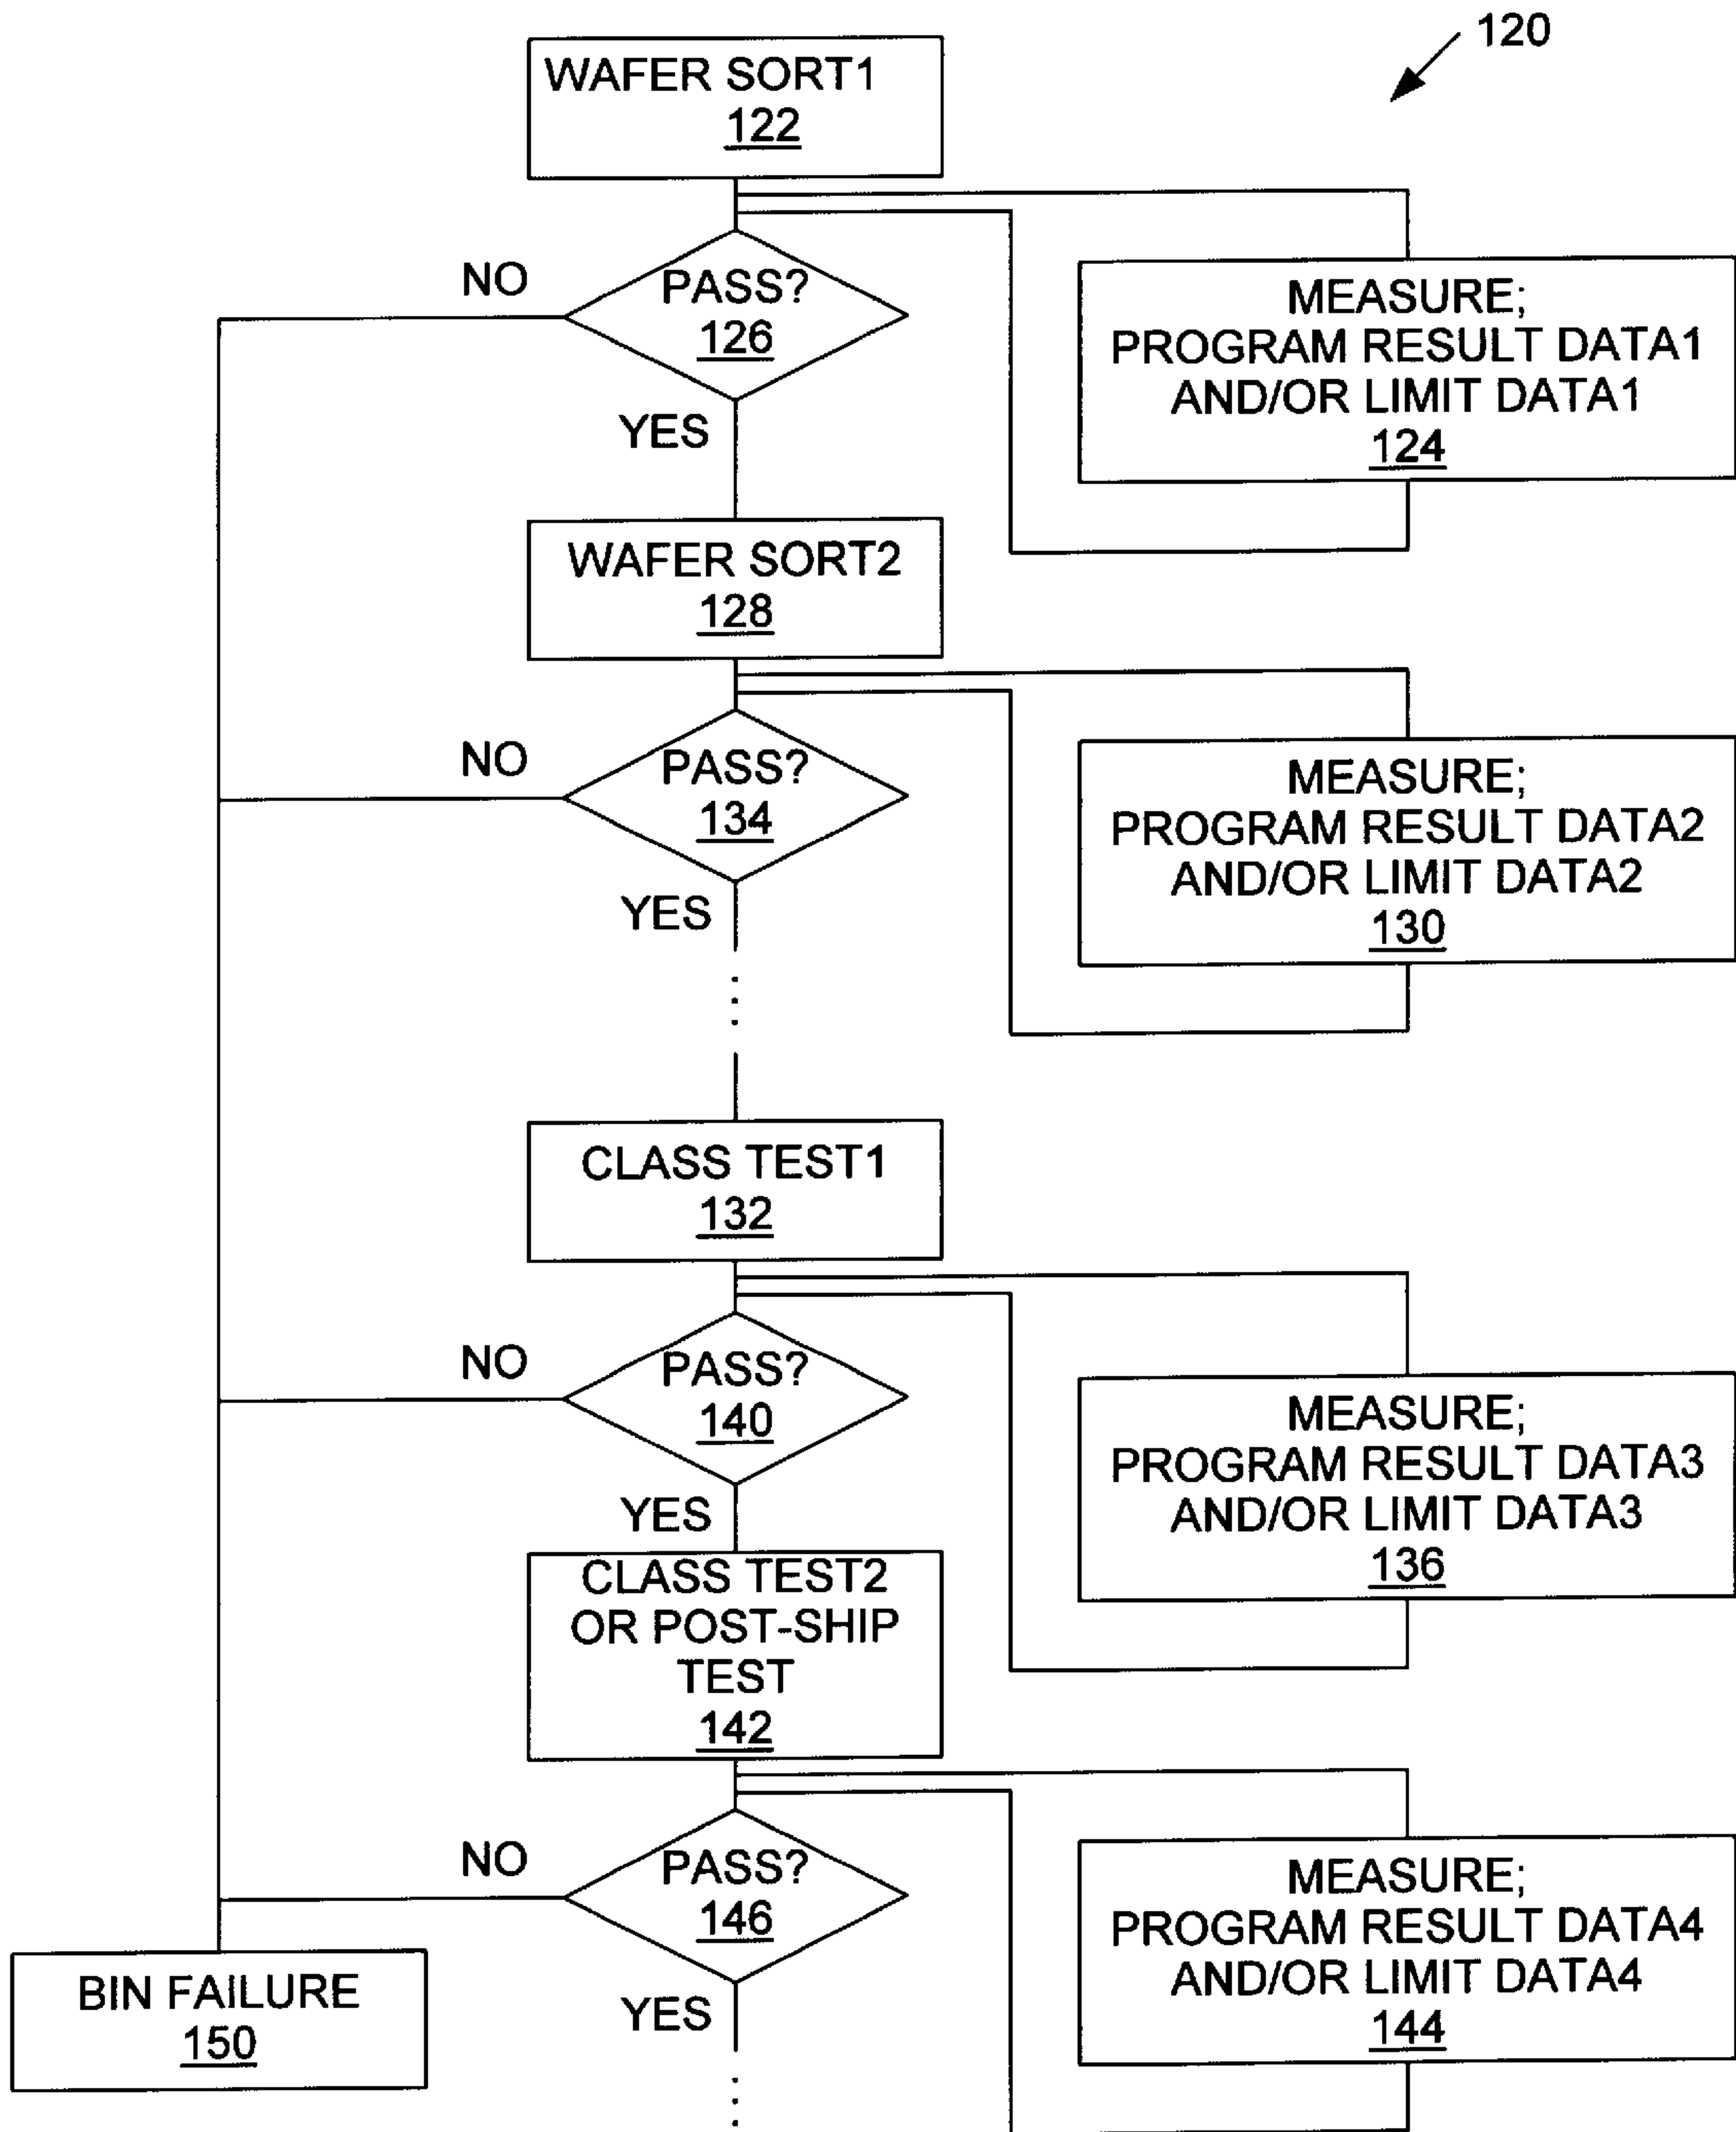 120
WAFER SORT1
122
NO
PASS?
126
YES
MEASURE;
PROGRAM RESULT DATA1
AND/OR LIMIT DATA1
124
WAFER SORT2
128
NO
PASS?
134
YES
MEASURE;
PROGRAM RESULT DATA2
AND/OR LIMIT DATA2
130
CLASS TEST1
132
NO
PASS?
140
YES
MEASURE;
PROGRAM RESULT DATA3
AND/OR LIMIT DATA3
136
CLASS TEST2
OR POST-SHIP
TEST
142
NO
PASS?
146
YES
MEASURE;
PROGRAM RESULT DATA4
AND/OR LIMIT DATA4
144
BIN FAILURE
150